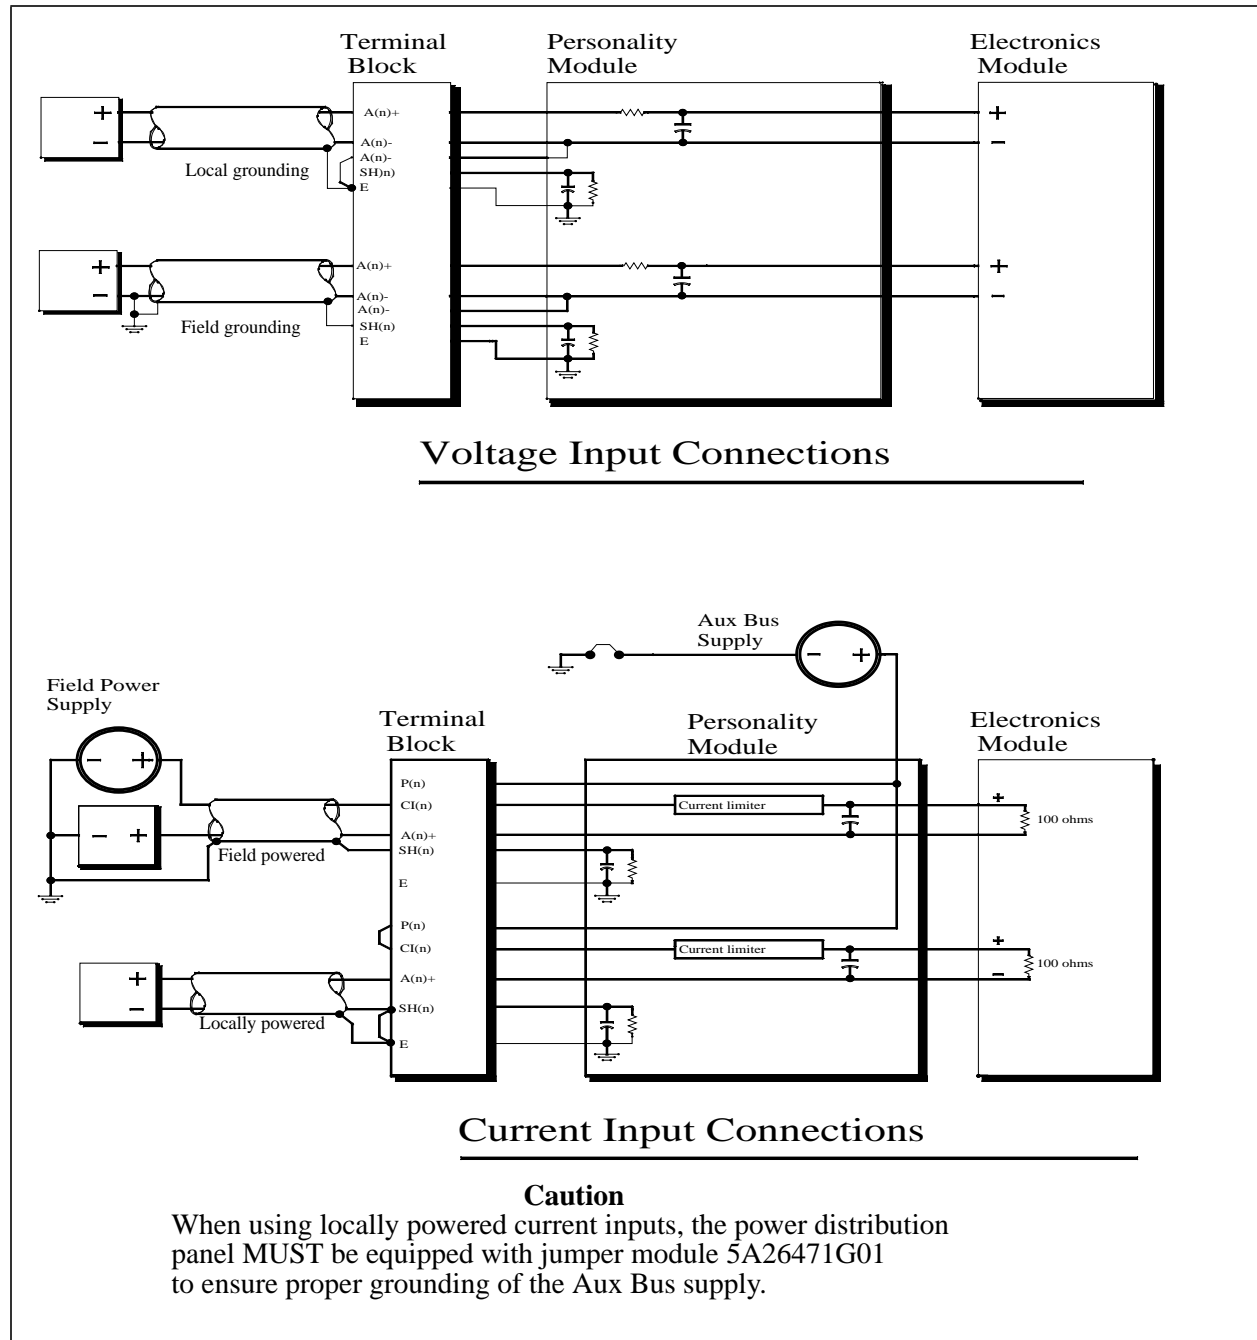 Terminal
Block
Personality
Module
Electronics
Module
+
−
A(n)+
A(n)-
A(n)-
SH)n)
E
Local grounding
+
−
+
−
A(n)+
A(n)-
A(n)-
SH(n)
E
Field grounding
+
−
Voltage Input Connections
Aux Bus
Supply
− +
Field Power
Supply
− +
Terminal
Block
Personality
Module
Electronics
Module
P(n)
CI(n)
A(n)+
SH(n)
E
− +
Field powered
Current limiter
+
100 ohms
P(n)
CI(n)
A(n)+
SH(n)
E
+
−
Locally powered
Current limiter
+
−
100 ohms
Current Input Connections
Caution
When using locally powered current inputs, the power distribution
panel MUST be equipped with jumper module 5A26471G01
to ensure proper grounding of the Aux Bus supply.